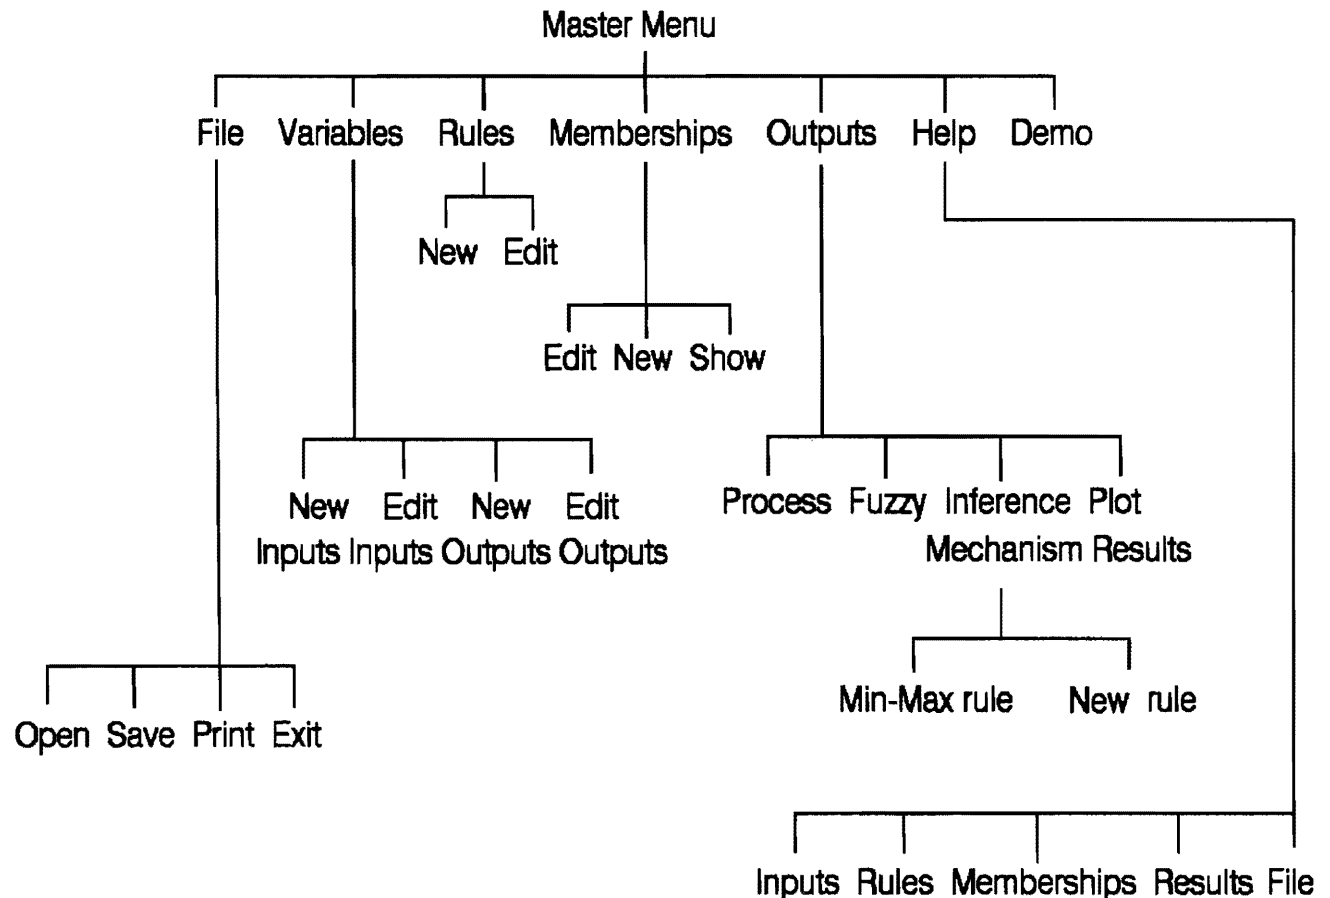 Master Menu
File Variables Rules Memberships Outputs Help Demo
New Edit
Edit New Show
New Edit New Edit
Inputs Inputs Outputs Outputs
Process Fuzzy Inference Plot
Mechanism Results
Min-Max rule New rule
Open Save Print Exit
Inputs Rules Memberships Results File